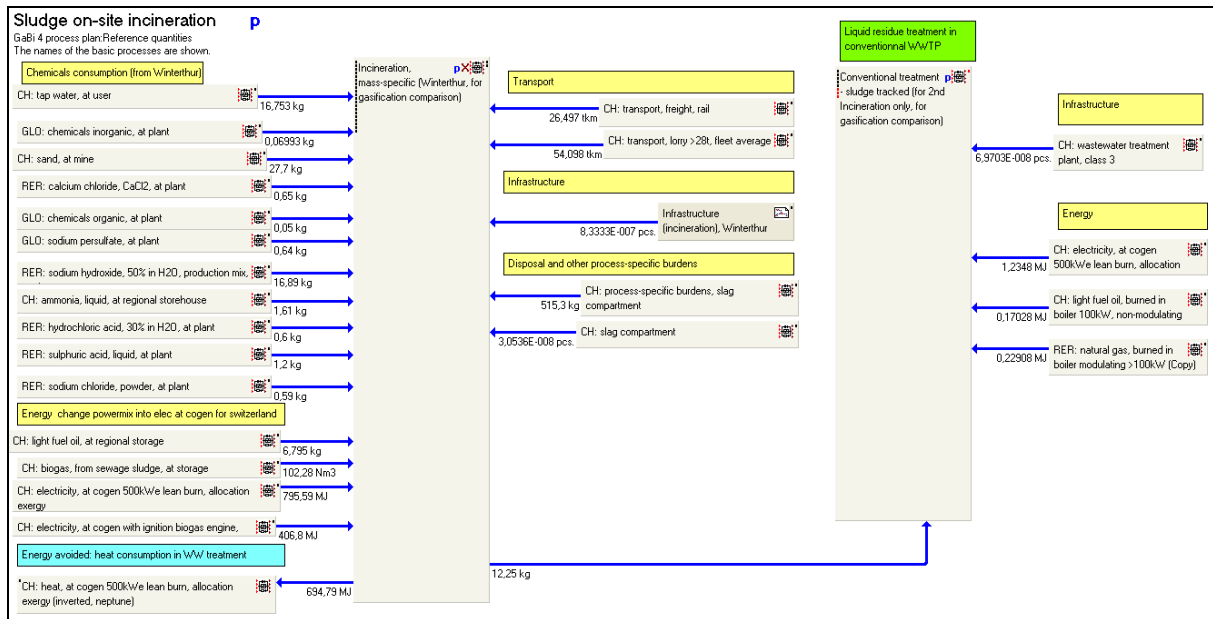 Sludge on-site incineration p
GaBi 4 process plan:Reference quantities
The names of the basic processes are shown.
Chemicals consumption (from Winterthur)
CH: tap water, at user
16,753 kg
GLO: chemicals inorganic, at plant
0,06993 kg
CH: sand, at mine
27,7 kg
RER: calcium chloride, CaCl2, at plant
0,65 kg
GLO: chemicals organic, at plant
0,05 kg
GLO: sodium persulfate, at plant
0,64 kg
RER: sodium hydroxide, 50% in H2O, production mix,
16,89 kg
CH: ammonia, liquid, at regional storehouse
1,61 kg
RER: hydrochloric acid, 30% in H2O, at plant
0,6 kg
RER: sulphuric acid, liquid, at plant
1,2 kg
RER: sodium chloride, powder, at plant
0,59 kg
Energy change powermix into elec at cogen for switzerland
CH: light fuel oil, at regional storage
6,795 kg
CH: biogas, from sewage sludge, at storage
102,28 Nm3
CH: electricity, at cogen 500kWe lean burn, allocation
exergy
795,59 MJ
CH: electricity, at cogen with ignition biogas engine,
406,8 MJ
Energy avoided: heat consumption in WW treatment
CH: heat, at cogen 500kWe lean burn, allocation
exergy (inverted, neptune)
694,79 MJ
Incineration, p
mass-specific (Winterthur, for
gasification comparison)
Transport
CH: transport, freight, rail
26,497 tkm
CH: transport, lorry >28t, fleet average
54,098 tkm
Infrastructure
Infrastructure
(incineration), Winterthur
8,3333E-007 pcs.
Disposal and other process-specific burdens
CH: process-specific burdens, slag
compartment
515,3 kg
CH: slag compartment
3,0536E-008 pcs.
12,25 kg
Liquid residue treatment in
conventionnal WWTP
Conventional treatment p
- sludge tracked (for 2nd
Incineration only, for
gasification comparison)
Infrastructure
CH: wastewater treatment
plant, class 3
6,9703E-008 pcs.
Energy
CH: electricity, at cogen
500kWe lean burn, allocation
1,2348 MJ
CH: light fuel oil, burned in
boiler 100kW, non-modulating
0,17028 MJ
RER: natural gas, burned in
boiler modulating >100kW (Copy)
0,22908 MJ